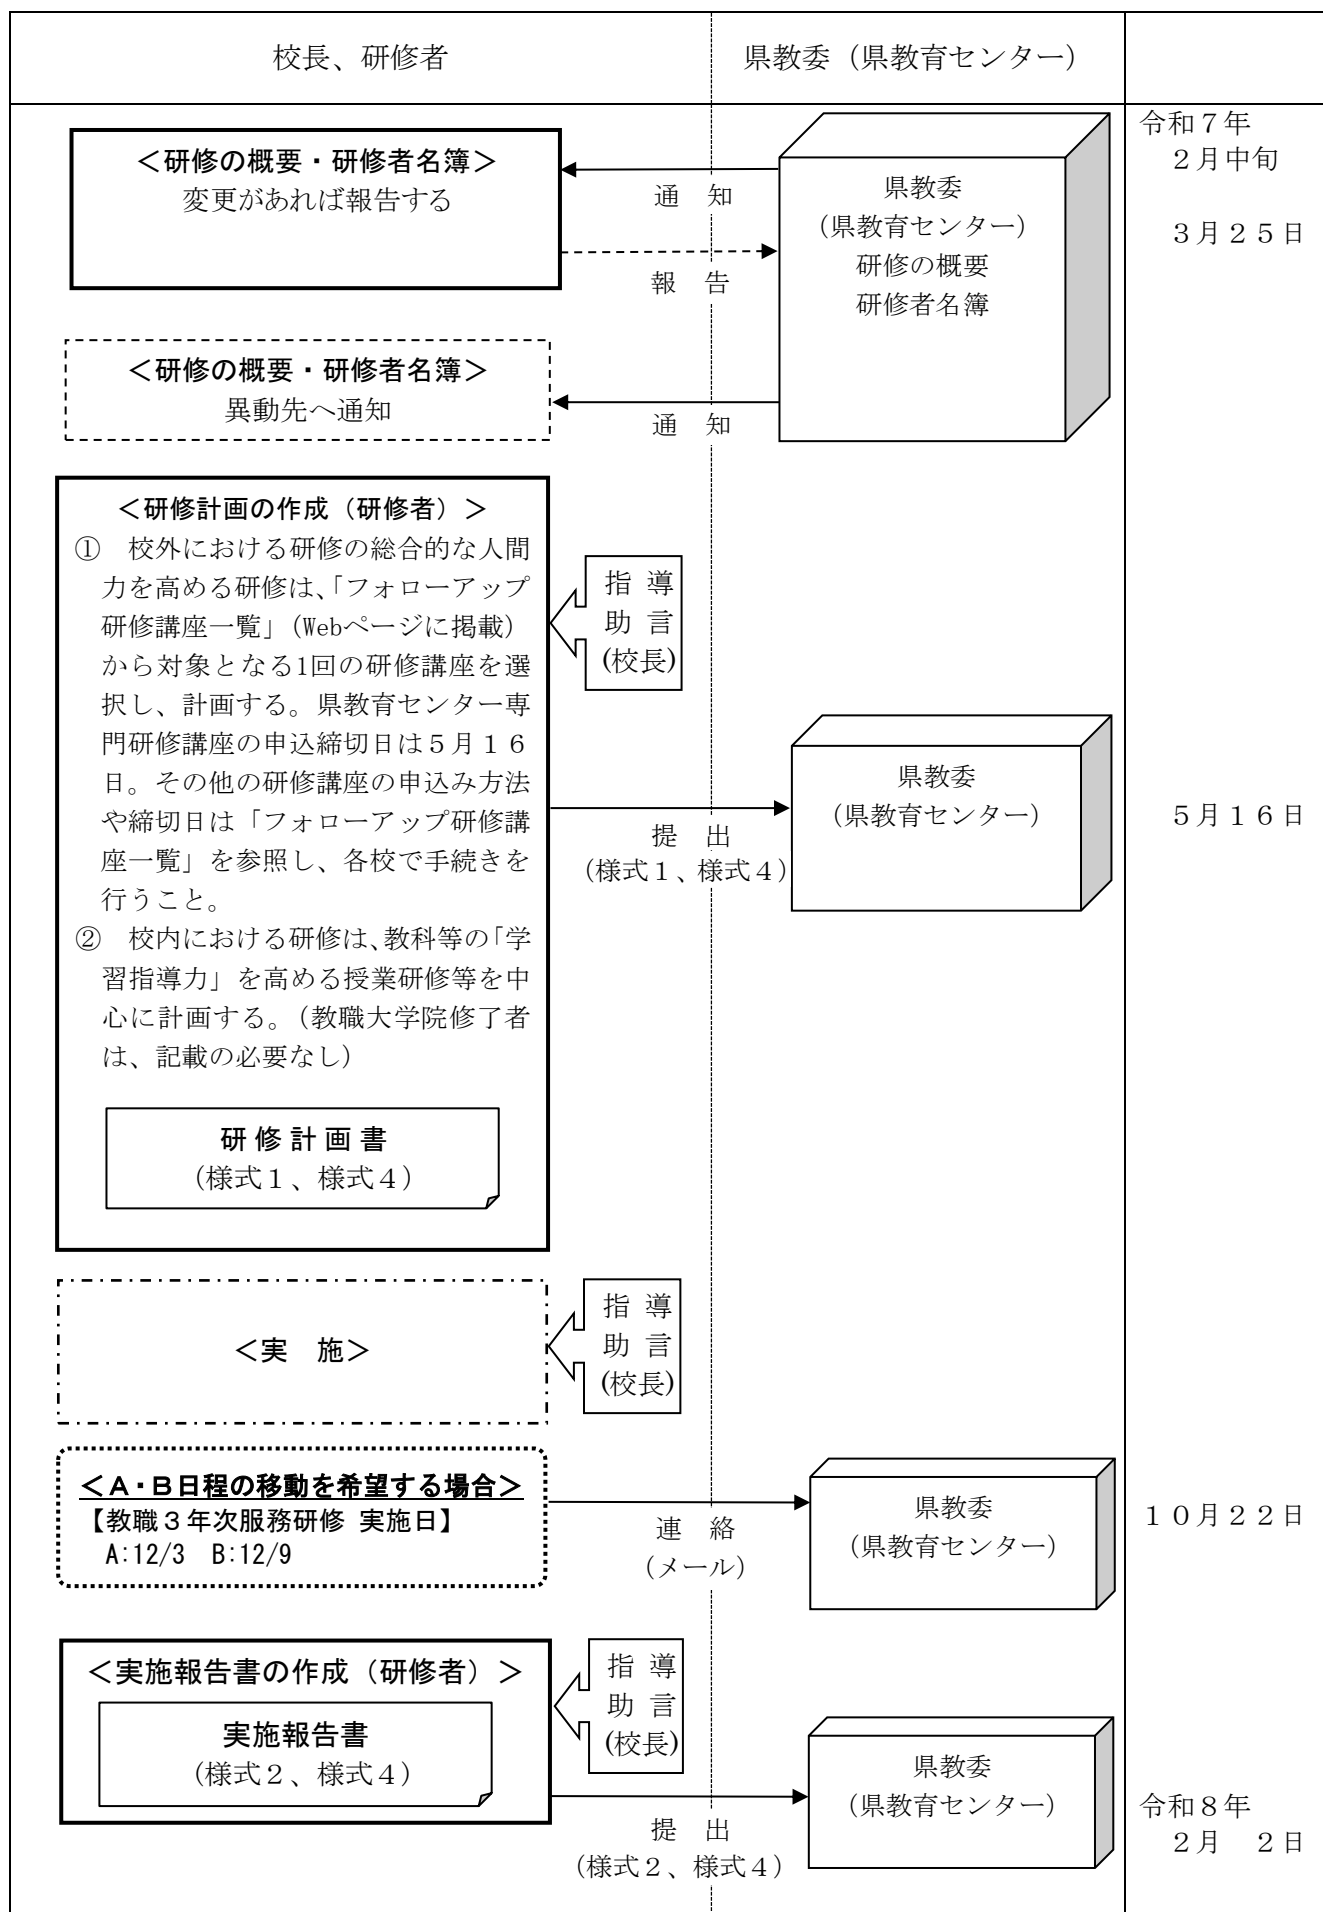 校長、研修者
県教委（県教育センター）
令和７年
２月中旬
３月２５日
＜研修の概要・研修者名簿＞
変更があれば報告する
通　知
報　告
県教委
（県教育センター）
研修の概要
研修者名簿
＜研修の概要・研修者名簿＞
異動先へ通知
通　知
＜研修計画の作成（研修者）＞
①　校外における研修の総合的な人間
力を高める研修は、「フォローアップ
研修講座一覧」（Webページに掲載）
から対象となる1回の研修講座を選
択し、計画する。県教育センター専
門研修講座の申込締切日は５月１６
日。その他の研修講座の申込み方法
や締切日は「フォローアップ研修講
座一覧」を参照し、各校で手続きを
行うこと。
②　校内における研修は、教科等の「学
習指導力」を高める授業研修等を中
心に計画する。（教職大学院修了者
は、記載の必要なし）
研修計画書
（様式１、様式４）
指　導
助　言
(校長)
提　出
（様式１、様式４）
県教委
（県教育センター）
５月１６日
＜実　施＞
指　導
助　言
(校長)
＜Ａ・Ｂ日程の移動を希望する場合＞
【教職３年次服務研修 実施日】
A:12/3　B:12/9
連　絡
（メール）
県教委
（県教育センター）
１０月２２日
＜実施報告書の作成（研修者）＞
実施報告書
（様式２、様式４）
指　導
助　言
(校長)
提　出
（様式２、様式４）
県教委
（県教育センター）
令和８年
２月　２日